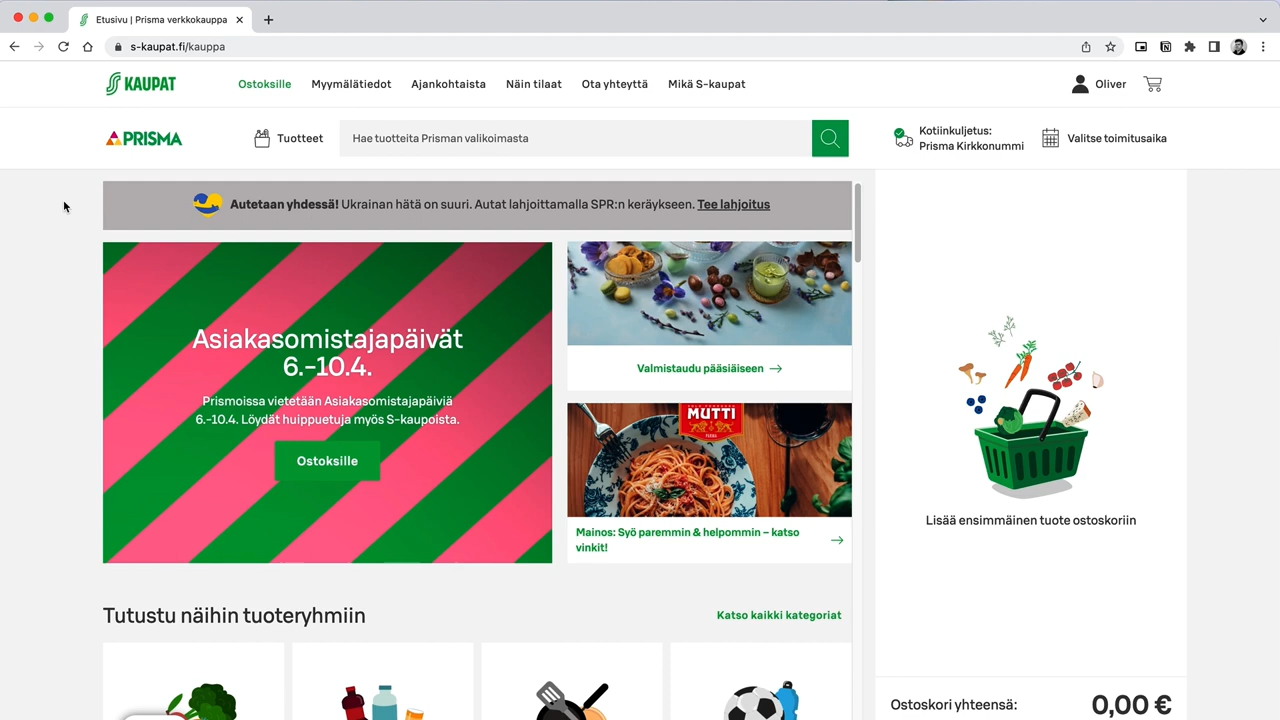 Etusivu | Prisma verkkokauppa
s-kaupat.fi/kauppa
KAUPAT
Ostoksille
Myymälätiedot
Ajankohtaista
Näin tilaat
Ota yhteyttä
Mikä S-kaupat
Oliver
PRISMA
Tuotteet
Hae tuotteita Prisman valikoimasta
Kotiinkuljetus:
Prisma Kirkkonummi
Valitse toimitusaika
Autetaan yhdessä! Ukrainan hätä on suuri. Autat lahjoittamalla SPR:n keräykseen. Tee lahjoitus
Asiakasomistajapäivät
6.-10.4.
Prismoissa vietetään Asiakasomistajapäiviä
6.-10.4. Löydät huippuetuja myös S-kaupoista.
Ostoksille
Valmistaudu pääsiäiseen
MUTTI
PARMA
Mainos: Syö paremmin & helpommin – katso
vinkit!
Lisää ensimmäinen tuote ostoskoriin
Tutustu näihin tuoteryhmiin
Katso kaikki kategoriat
Ostoskori yhteensä:
0,00 €